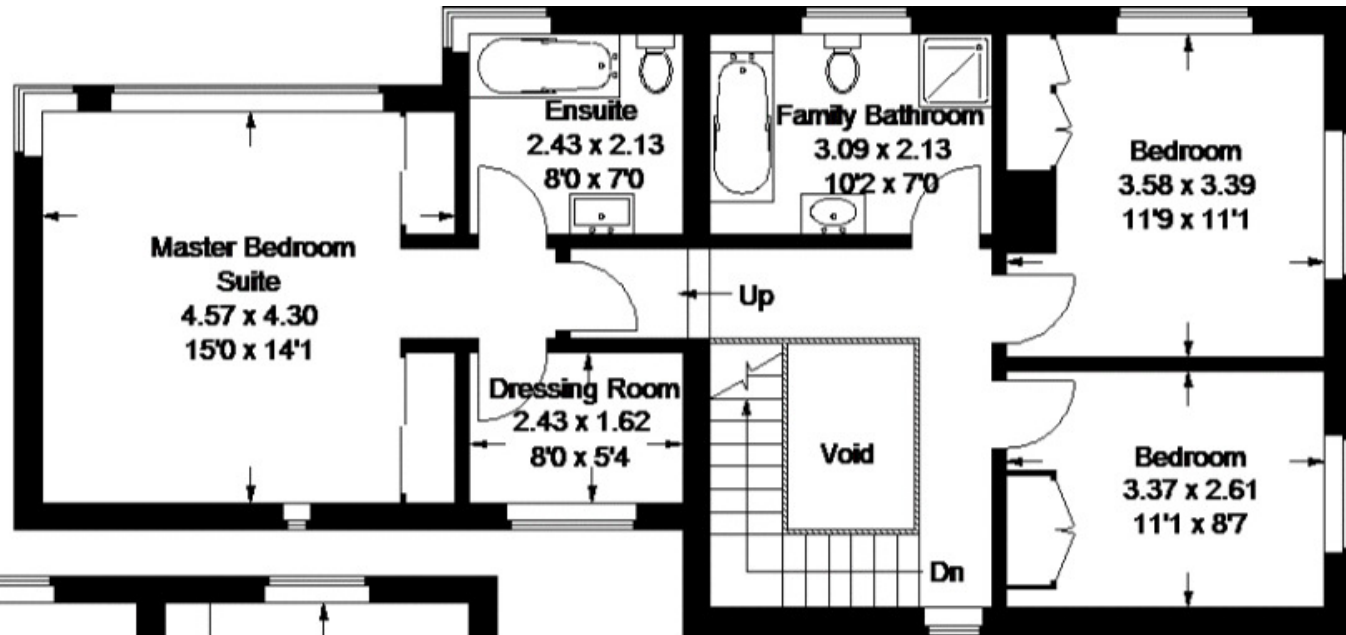 Master Bedroom
Suite
4.57 x 4.30
15'0 x 14'1
Ensuite
2.43 x 2.13
8'0 x 7'0
Dressing Room
2.43 x 1.62
8'0 x 5'4
Family Bathroom
3.09 x 2.13
10'2 x 7'0
Up
Void
Dn
Bedroom
3.58 x 3.39
11'9 x 11'1
Bedroom
3.37 x 2.61
11'1 x 8'7